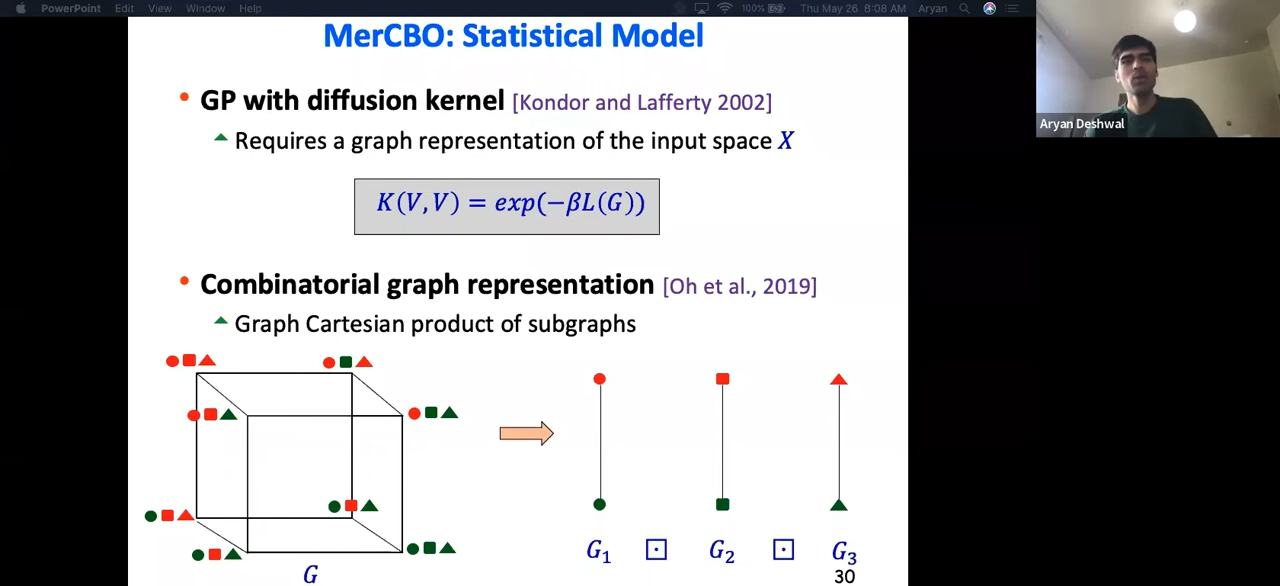 PowerPoint Edit View Window Help 100% Thu May 26 8:08 AM Aryan
MerCBO: Statistical Model
GP with diffusion kernel [Kondor and Lafferty 2002]
Requires a graph representation of the input space X
K(V,V) = exp(−βL(G))
Combinatorial graph representation [Oh et al., 2019]
Graph Cartesian product of subgraphs
G₁ ⊡ G₂ ⊡ G₃
G
30
Aryan Deshwal